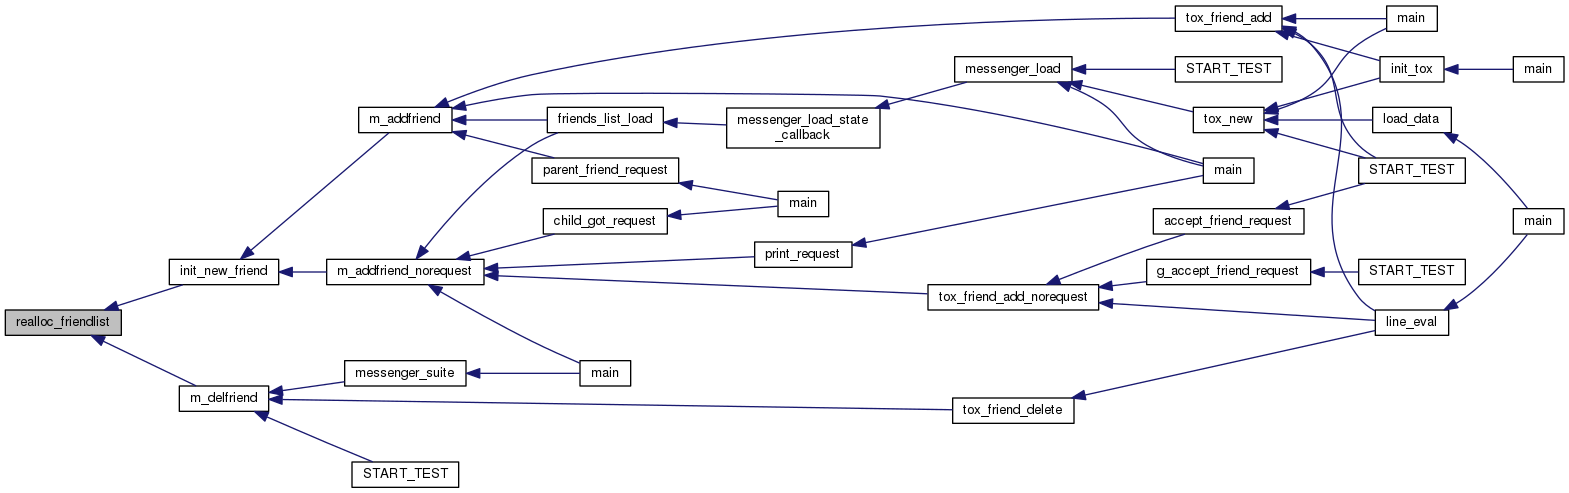 tox_friend_add
main
messenger_load
START_TEST
init_tox
main
m_addfriend
friends_list_load
messenger_load_state
_callback
tox_new
load_data
parent_friend_request
main
START_TEST
main
child_got_request
accept_friend_request
main
print_request
init_new_friend
m_addfriend_norequest
g_accept_friend_request
START_TEST
tox_friend_add_norequest
realloc_friendlist
line_eval
messenger_suite
main
m_delfriend
tox_friend_delete
START_TEST